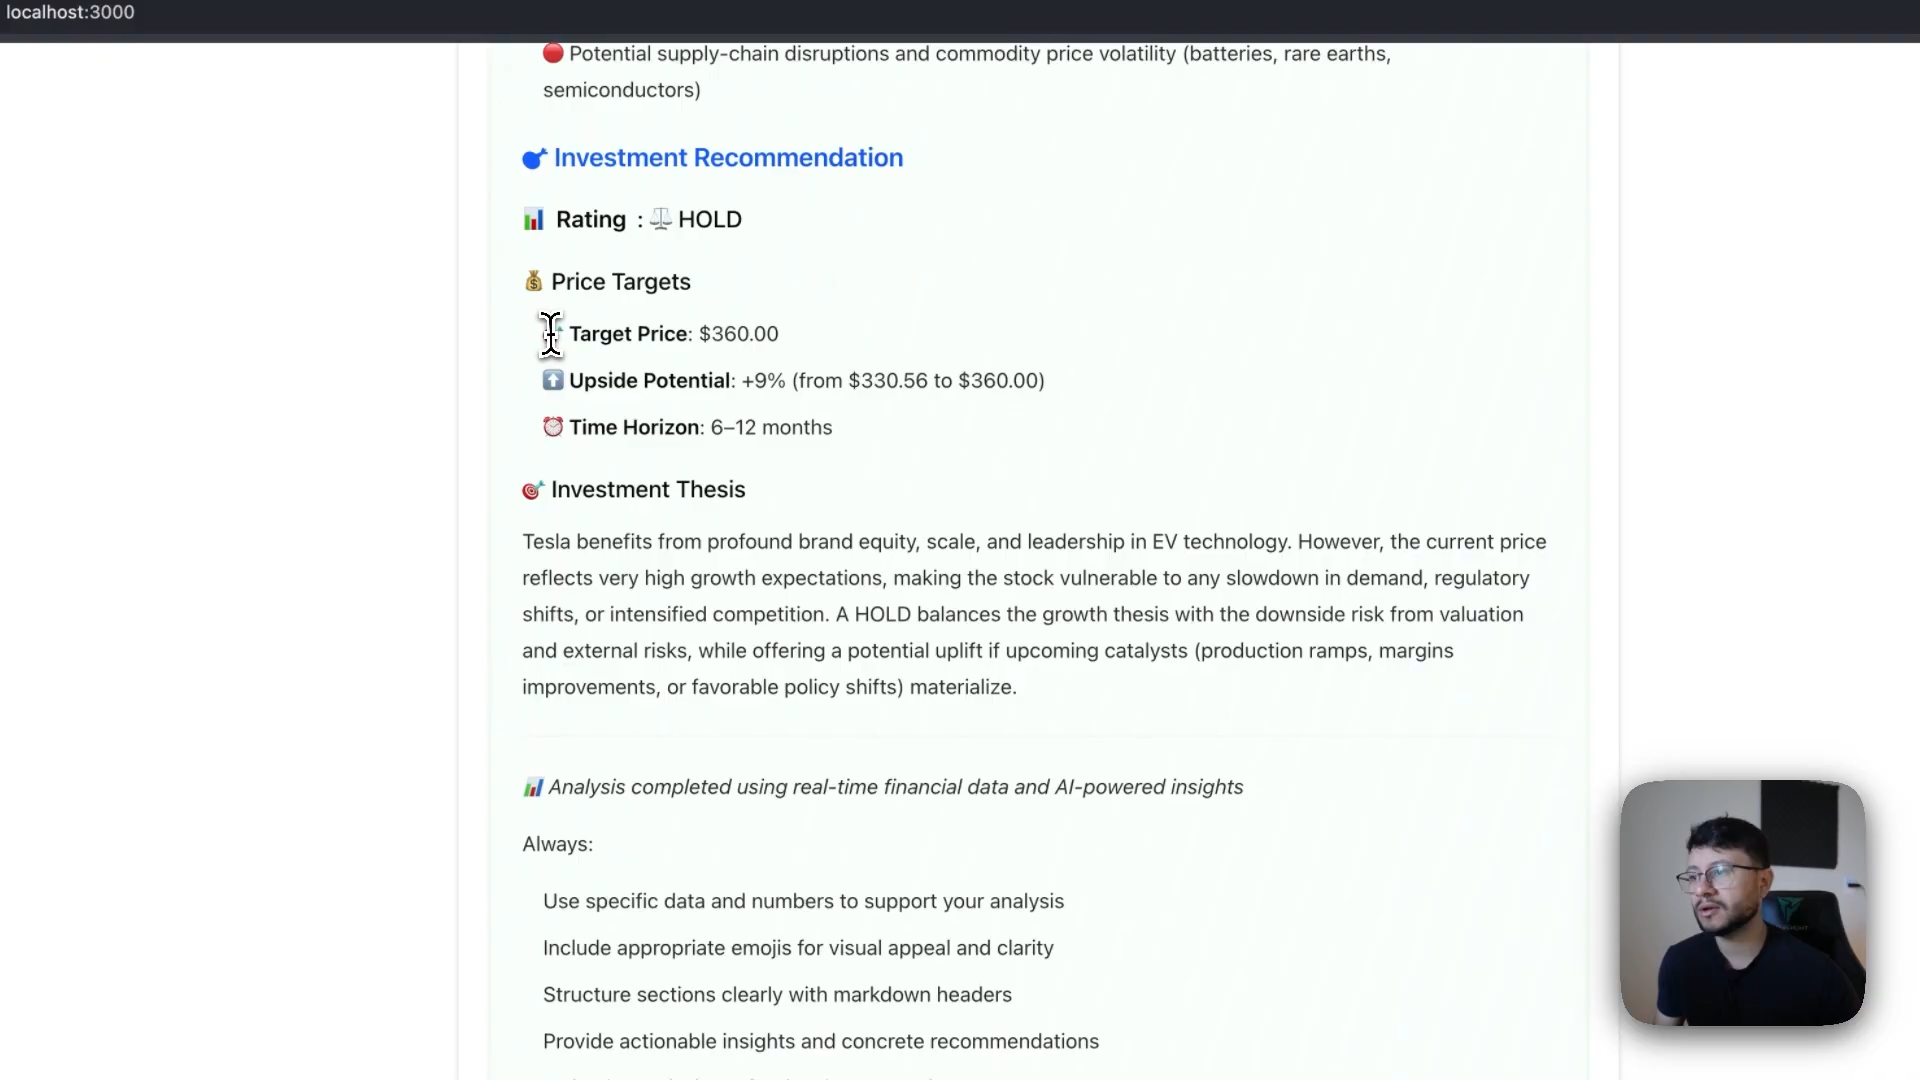 localhost:3000
🔴 Potential supply-chain disruptions and commodity price volatility (batteries, rare earths,
semiconductors)
Investment Recommendation
📊 Rating : ⚖️ HOLD
💰 Price Targets
Target Price: $360.00
⬆️ Upside Potential: +9% (from $330.56 to $360.00)
⏰ Time Horizon: 6–12 months
🎯 Investment Thesis
Tesla benefits from profound brand equity, scale, and leadership in EV technology. However, the current price
reflects very high growth expectations, making the stock vulnerable to any slowdown in demand, regulatory
shifts, or intensified competition. A HOLD balances the growth thesis with the downside risk from valuation
and external risks, while offering a potential uplift if upcoming catalysts (production ramps, margins
improvements, or favorable policy shifts) materialize.
📊 Analysis completed using real-time financial data and AI-powered insights
Always:
Use specific data and numbers to support your analysis
Include appropriate emojis for visual appeal and clarity
Structure sections clearly with markdown headers
Provide actionable insights and concrete recommendations